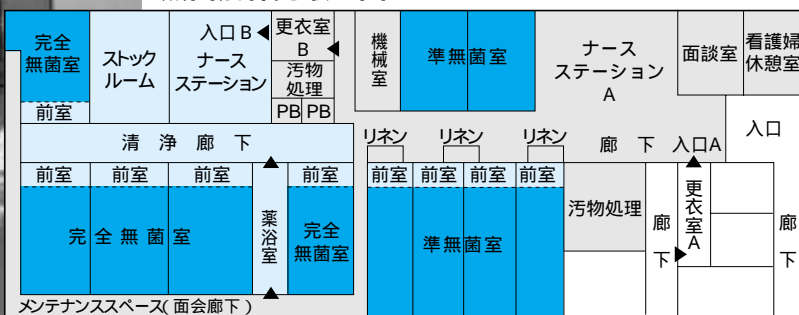 完全
無菌室
前室
ストック
ルーム
入口 B
ナース
ステーション
更衣室
B
汚物
処理
PB PB
機械室
準無菌室
ナース
ステーション
A
面談室
看護婦
休憩室
入口
清浄廊下
リネン リネン リネン
廊下 入口A
前室 前室 前室 前室 前室 前室 前室 前室
完全無菌室
薬浴室
完全
無菌室
準無菌室
汚物処理
廊下
更衣室A
廊下
メンテナンススペース(面会廊下)